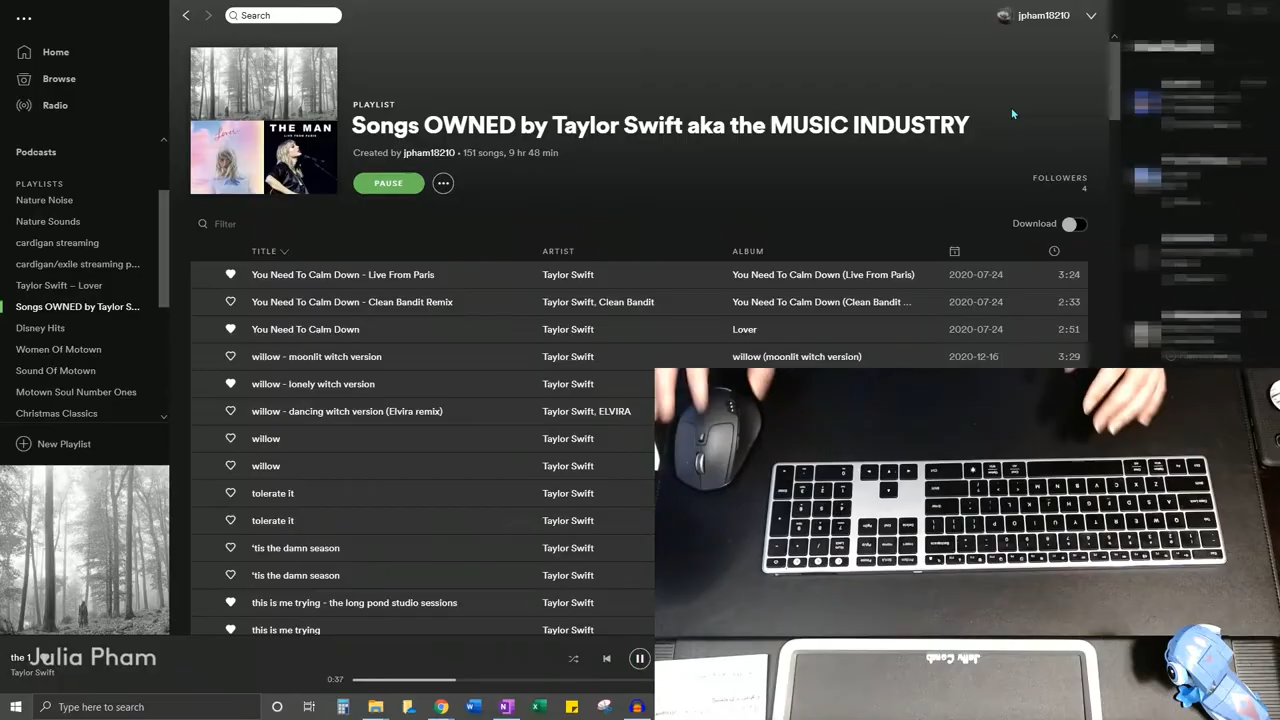 Search
jpham18210
Home
Browse
Radio
Podcasts
PLAYLISTS
Nature Noise
Nature Sounds
cardigan streaming
cardigan/exile streaming p...
Taylor Swift – Lover
Songs OWNED by Taylor S...
Disney Hits
Women Of Motown
Sound Of Motown
Motown Soul Number Ones
Christmas Classics
New Playlist
Lover
THE MAN
LIVE FROM PARIS
PLAYLIST
Songs OWNED by Taylor Swift aka the MUSIC INDUSTRY
Created by jpham18210 • 151 songs, 9 hr 48 min
PAUSE
FOLLOWERS
4
Filter
Download
TITLE ARTIST ALBUM
You Need To Calm Down - Live From Paris Taylor Swift You Need To Calm Down (Live From Paris) 2020-07-24 3:24
You Need To Calm Down - Clean Bandit Remix Taylor Swift, Clean Bandit You Need To Calm Down (Clean Bandit ... 2020-07-24 2:33
You Need To Calm Down Taylor Swift Lover 2020-07-24 2:51
willow - moonlit witch version Taylor Swift willow (moonlit witch version) 2020-12-16 3:29
willow - lonely witch version Taylor Swift
willow - dancing witch version (Elvira remix) Taylor Swift, ELVIRA
willow Taylor Swift
willow Taylor Swift
tolerate it Taylor Swift
tolerate it Taylor Swift
'tis the damn season Taylor Swift
'tis the damn season Taylor Swift
this is me trying - the long pond studio sessions Taylor Swift
this is me trying Taylor Swift
the 1
Taylor Swift
Julia Pham
0:37
Type here to search
Jelly Comb